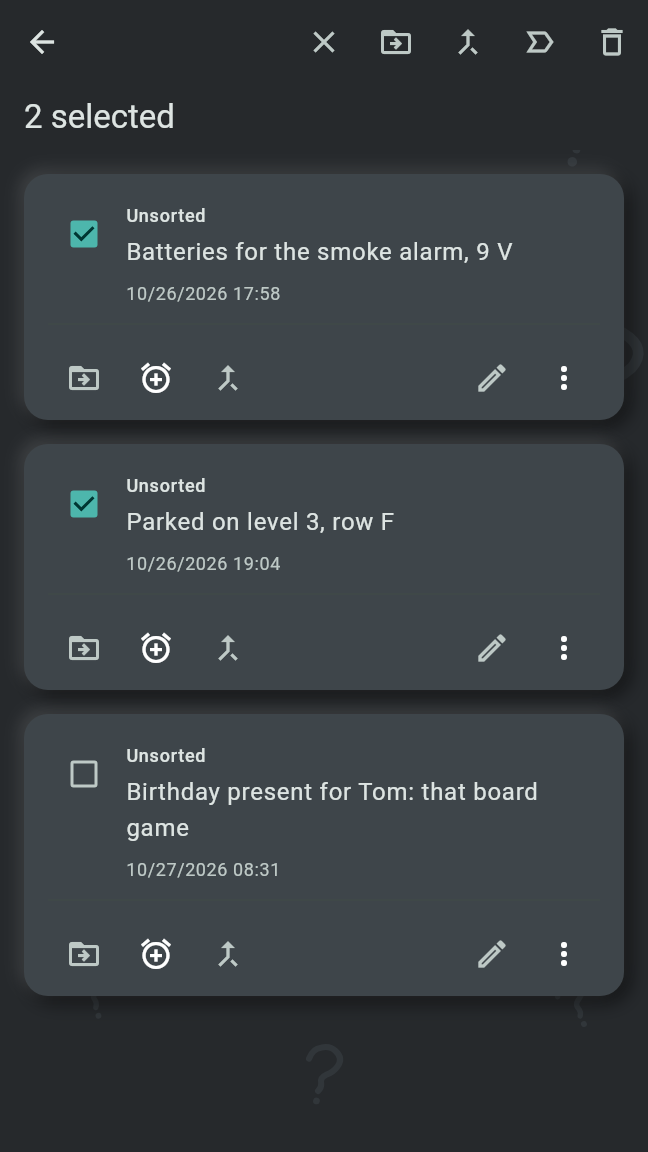 2 selected
Unsorted
Batteries for the smoke alarm, 9 V
10/26/2026 17:58
Unsorted
Parked on level 3, row F
10/26/2026 19:04
Unsorted
Birthday present for Tom: that board
game
10/27/2026 08:31